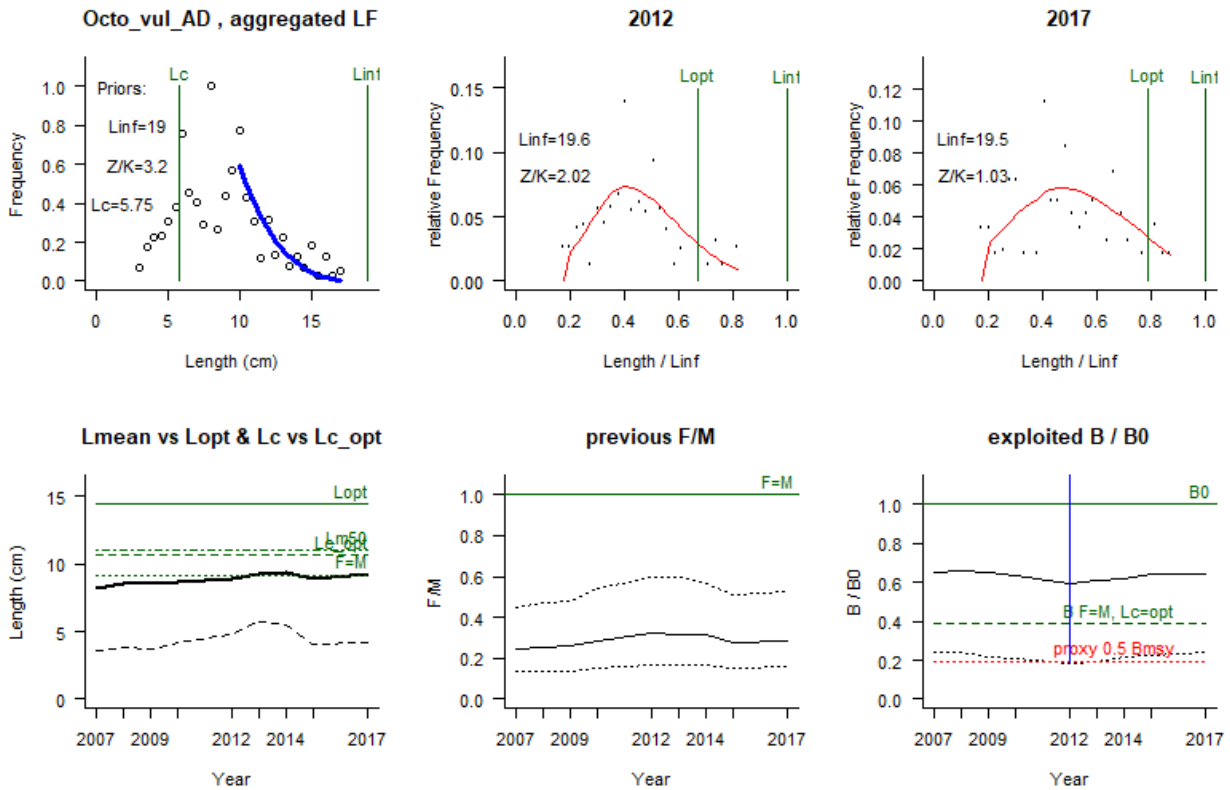 Octo_vul_AD , aggregated LF
Lc
Linf
Priors:
Linf=19
Z/K=3.2
Lc=5.75
Frequency
1.0
0.8
0.6
0.4
0.2
0.0
0
5
10
15
Length (cm)
2012
Lopt
Linf
Linf=19.6
Z/K=2.02
relative Frequency
0.15
0.10
0.05
0.00
0.0
0.2
0.4
0.6
0.8
1.0
Length / Linf
2017
Lopt
Linf
Linf=19.5
Z/K=1.03
relative Frequency
0.12
0.10
0.08
0.06
0.04
0.02
0.00
0.0
0.2
0.4
0.6
0.8
1.0
Length / Linf
Lmean vs Lopt & Lc vs Lc_opt
Lopt
Lm50
Lc_opt
F=M
Length (cm)
15
10
5
0
2007
2009
2012
2014
2017
Year
previous F/M
F=M
F/M
1.0
0.8
0.6
0.4
0.2
0.0
2007
2009
2012
2014
2017
Year
exploited B / B0
B0
B F=M, Lc=opt
proxy 0.5 Bmsy
B / B0
1.0
0.8
0.6
0.4
0.2
0.0
2007
2009
2012
2017
Year